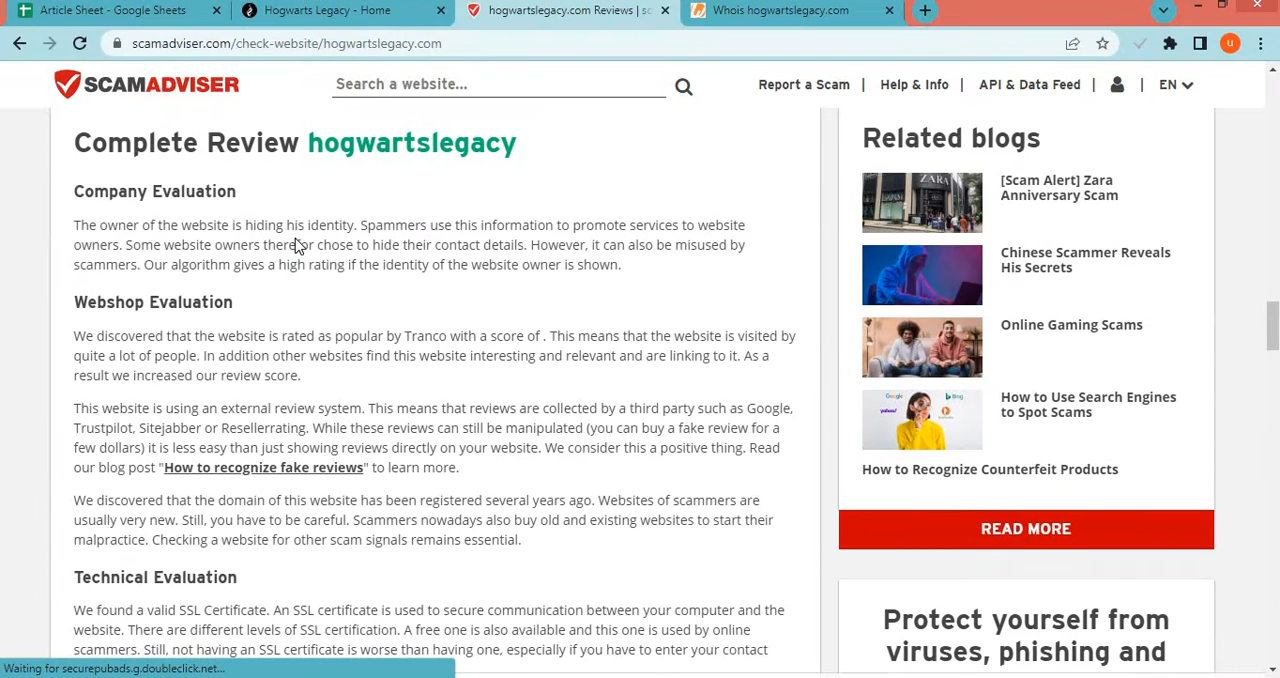 Article Sheet - Google Sheets
Hogwarts Legacy - Home
hogwartslegacy.com Reviews | sc
Whois hogwartslegacy.com
scamadviser.com/check-website/hogwartslegacy.com
U
SCAMADVISER
Search a website...
Report a Scam | Help & Info | API & Data Feed | | EN
Complete Review hogwartslegacy
Company Evaluation
The owner of the website is hiding his identity. Spammers use this information to promote services to website
owners. Some website owners there or chose to hide their contact details. However, it can also be misused by
scammers. Our algorithm gives a high rating if the identity of the website owner is shown.
Webshop Evaluation
We discovered that the website is rated as popular by Tranco with a score of . This means that the website is visited by
quite a lot of people. In addition other websites find this website interesting and relevant and are linking to it. As a
result we increased our review score.
This website is using an external review system. This means that reviews are collected by a third party such as Google,
Trustpilot, Sitejabber or Resellerrating. While these reviews can still be manipulated (you can buy a fake review for a
few dollars) it is less easy than just showing reviews directly on your website. We consider this a positive thing. Read
our blog post "How to recognize fake reviews" to learn more.
We discovered that the domain of this website has been registered several years ago. Websites of scammers are
usually very new. Still, you have to be careful. Scammers nowadays also buy old and existing websites to start their
malpractice. Checking a website for other scam signals remains essential.
Technical Evaluation
We found a valid SSL Certificate. An SSL certificate is used to secure communication between your computer and the
website. There are different levels of SSL certification. A free one is also available and this one is used by online
scammers. Still, not having an SSL certificate is worse than having one, especially if you have to enter your contact
Related blogs
ZARA
[Scam Alert] Zara
Anniversary Scam
Chinese Scammer Reveals
His Secrets
Online Gaming Scams
Google
Bing
yahoo!
How to Use Search Engines
to Spot Scams
How to Recognize Counterfeit Products
READ MORE
Protect yourself from
viruses, phishing and
Waiting for securepubads.g.doubleclick.net...